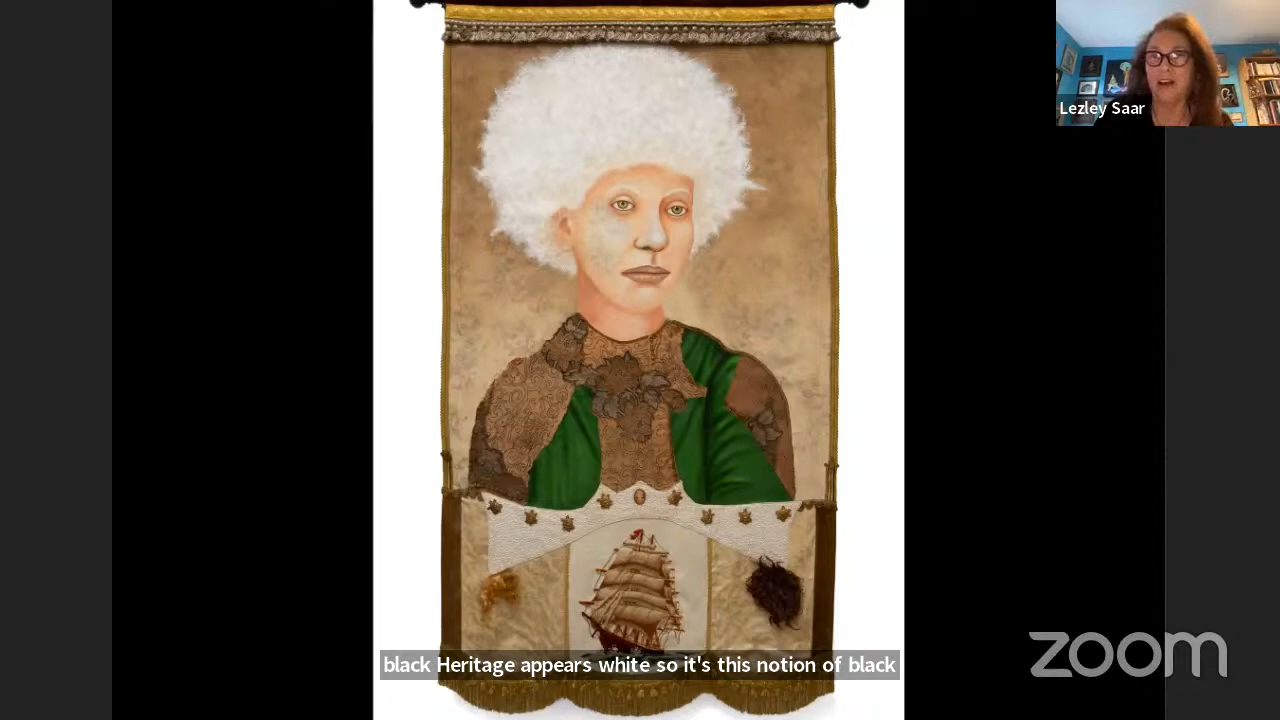 Lezley Saar
black Heritage appears white so it's this notion of black
zoom